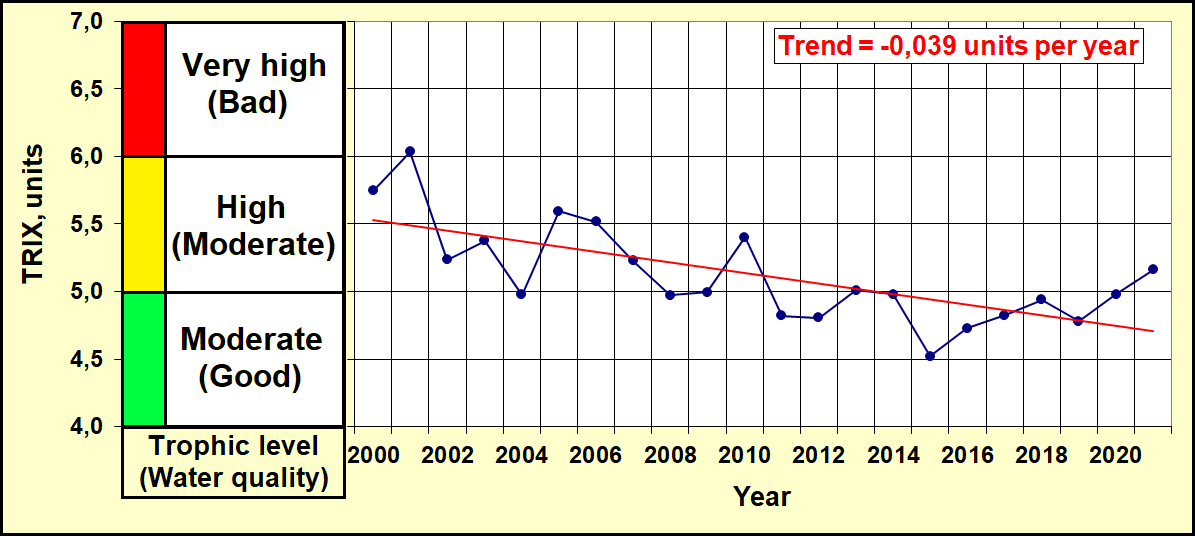 Trend = -0,039 units per year
7,0
6,5
6,0
5,5
5,0
4,5
4,0
TRIX, units
Very high
(Bad)
High
(Moderate)
Moderate
(Good)
Trophic level
(Water quality)
2000 2002 2004 2006 2008 2010 2012 2014 2016 2018 2020
Year